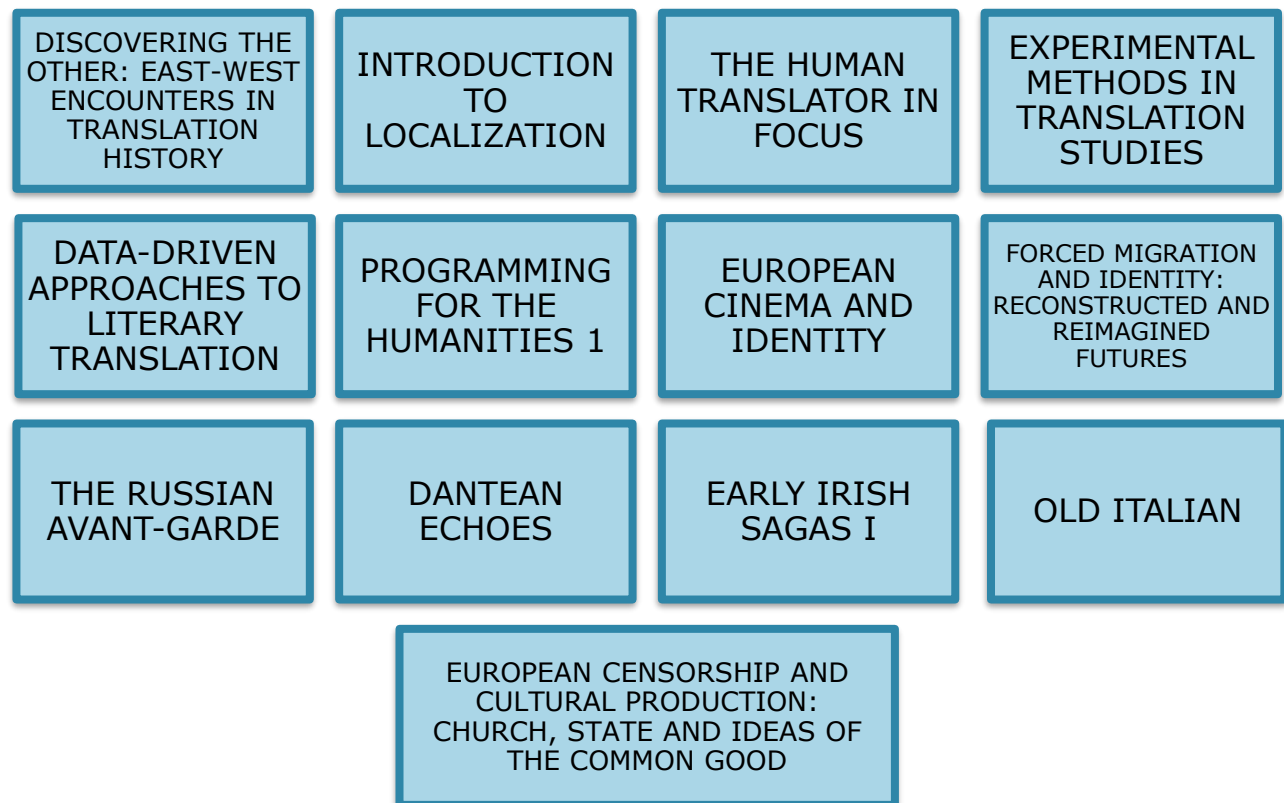 DISCOVERING THE
OTHER: EAST-WEST
ENCOUNTERS IN
TRANSLATION
HISTORY
INTRODUCTION
TO
LOCALIZATION
THE HUMAN
TRANSLATOR IN
FOCUS
EXPERIMENTAL
METHODS IN
TRANSLATION
STUDIES
DATA-DRIVEN
APPROACHES TO
LITERARY
TRANSLATION
PROGRAMMING
FOR THE
HUMANITIES 1
EUROPEAN
CINEMA AND
IDENTITY
FORCED MIGRATION
AND IDENTITY:
RECONSTRUCTED AND
REIMAGINED
FUTURES
THE RUSSIAN
AVANT-GARDE
DANTEAN
ECHOES
EARLY IRISH
SAGAS I
OLD ITALIAN
EUROPEAN CENSORSHIP AND
CULTURAL PRODUCTION:
CHURCH, STATE AND IDEAS OF
THE COMMON GOOD